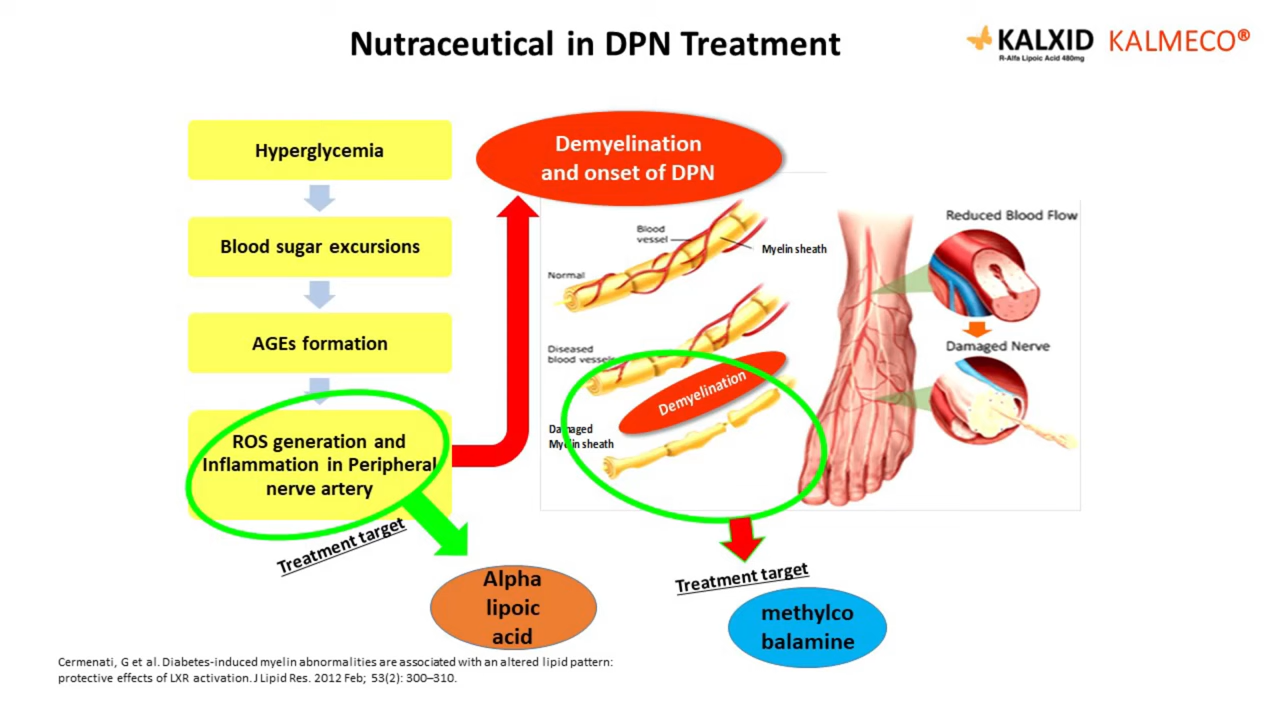 Nutraceutical in DPN Treatment
KALXID
R-Alfa Lipoic Acid 480mg
KALMECO®
Hyperglycemia
Blood sugar excursions
AGEs formation
ROS generation and
Inflammation in Peripheral
nerve artery
Treatment target
Alpha
lipoic
acid
Demyelination
and onset of DPN
Blood
vessel
Myelin sheath
Normal
Diseased
blood vessels
Demyelination
Damaged
Myelin sheath
Reduced Blood Flow
Damaged Nerve
Treatment target
methylco
balamine
Cermenati, G et al. Diabetes-induced myelin abnormalities are associated with an altered lipid pattern:
protective effects of LXR activation. J Lipid Res. 2012 Feb; 53(2): 300–310.